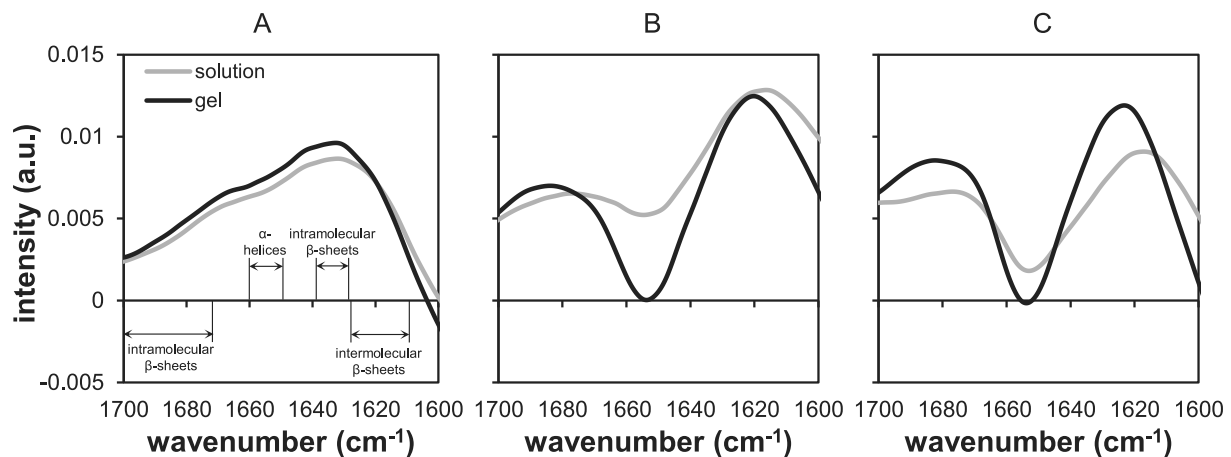 A
B
C
0.015
0.01
0.005
0
-0.005
intensity (a.u.)
solution
gel
α-
helices
intramolecular
β-sheets
intramolecular
β-sheets
intermolecular
β-sheets
1700 1680 1660 1640 1620 1600
1700 1680 1660 1640 1620 1600
1700 1680 1660 1640 1620 1600
wavenumber (cm-1)
wavenumber (cm-1)
wavenumber (cm-1)